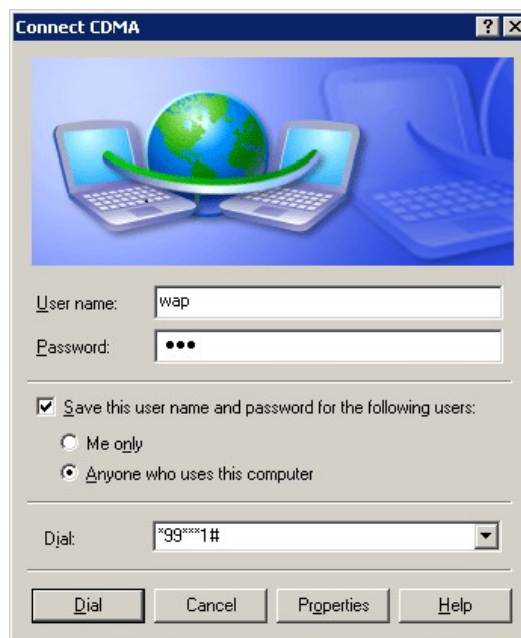 Connect CDMA
User name: wap
Password: •••
Save this user name and password for the following users:
Me only
Anyone who uses this computer
Dial: *99***1#
Dial Cancel Properties Help